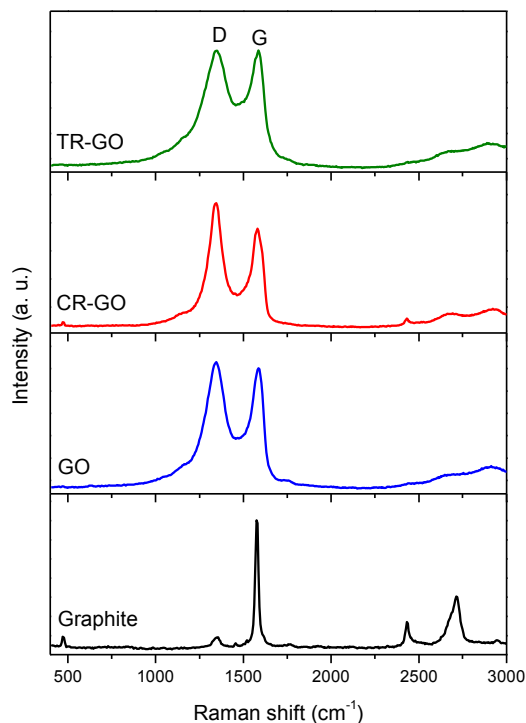 D G
TR-GO
CR-GO
GO
Graphite
Intensity (a. u.)
500 1000 1500 2000 2500 3000
Raman shift (cm⁻¹)